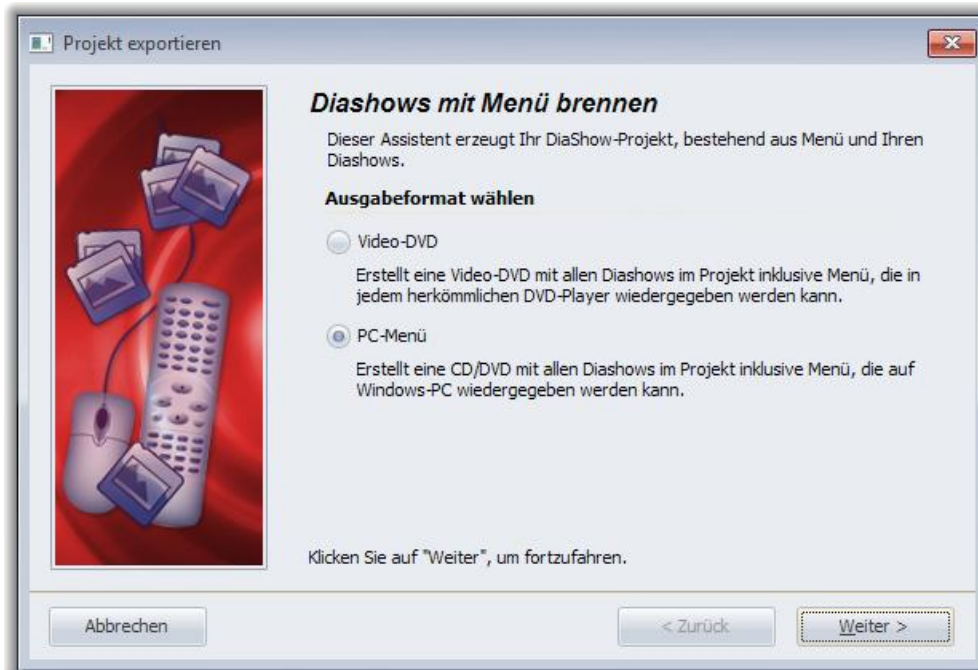 Projekt exportieren
Diashows mit Menü brennen
Dieser Assistent erzeugt Ihr DiaShow-Projekt, bestehend aus Menü und Ihren
Diashows.
Ausgabeformat wählen
Video-DVD
Erstellt eine Video-DVD mit allen Diashows im Projekt inklusive Menü, die in
jedem herkömmlichen DVD-Player wiedergegeben werden kann.
PC-Menü
Erstellt eine CD/DVD mit allen Diashows im Projekt inklusive Menü, die auf
Windows-PC wiedergegeben werden kann.
Klicken Sie auf "Weiter", um fortzufahren.
Abbrechen
< Zurück
Weiter >